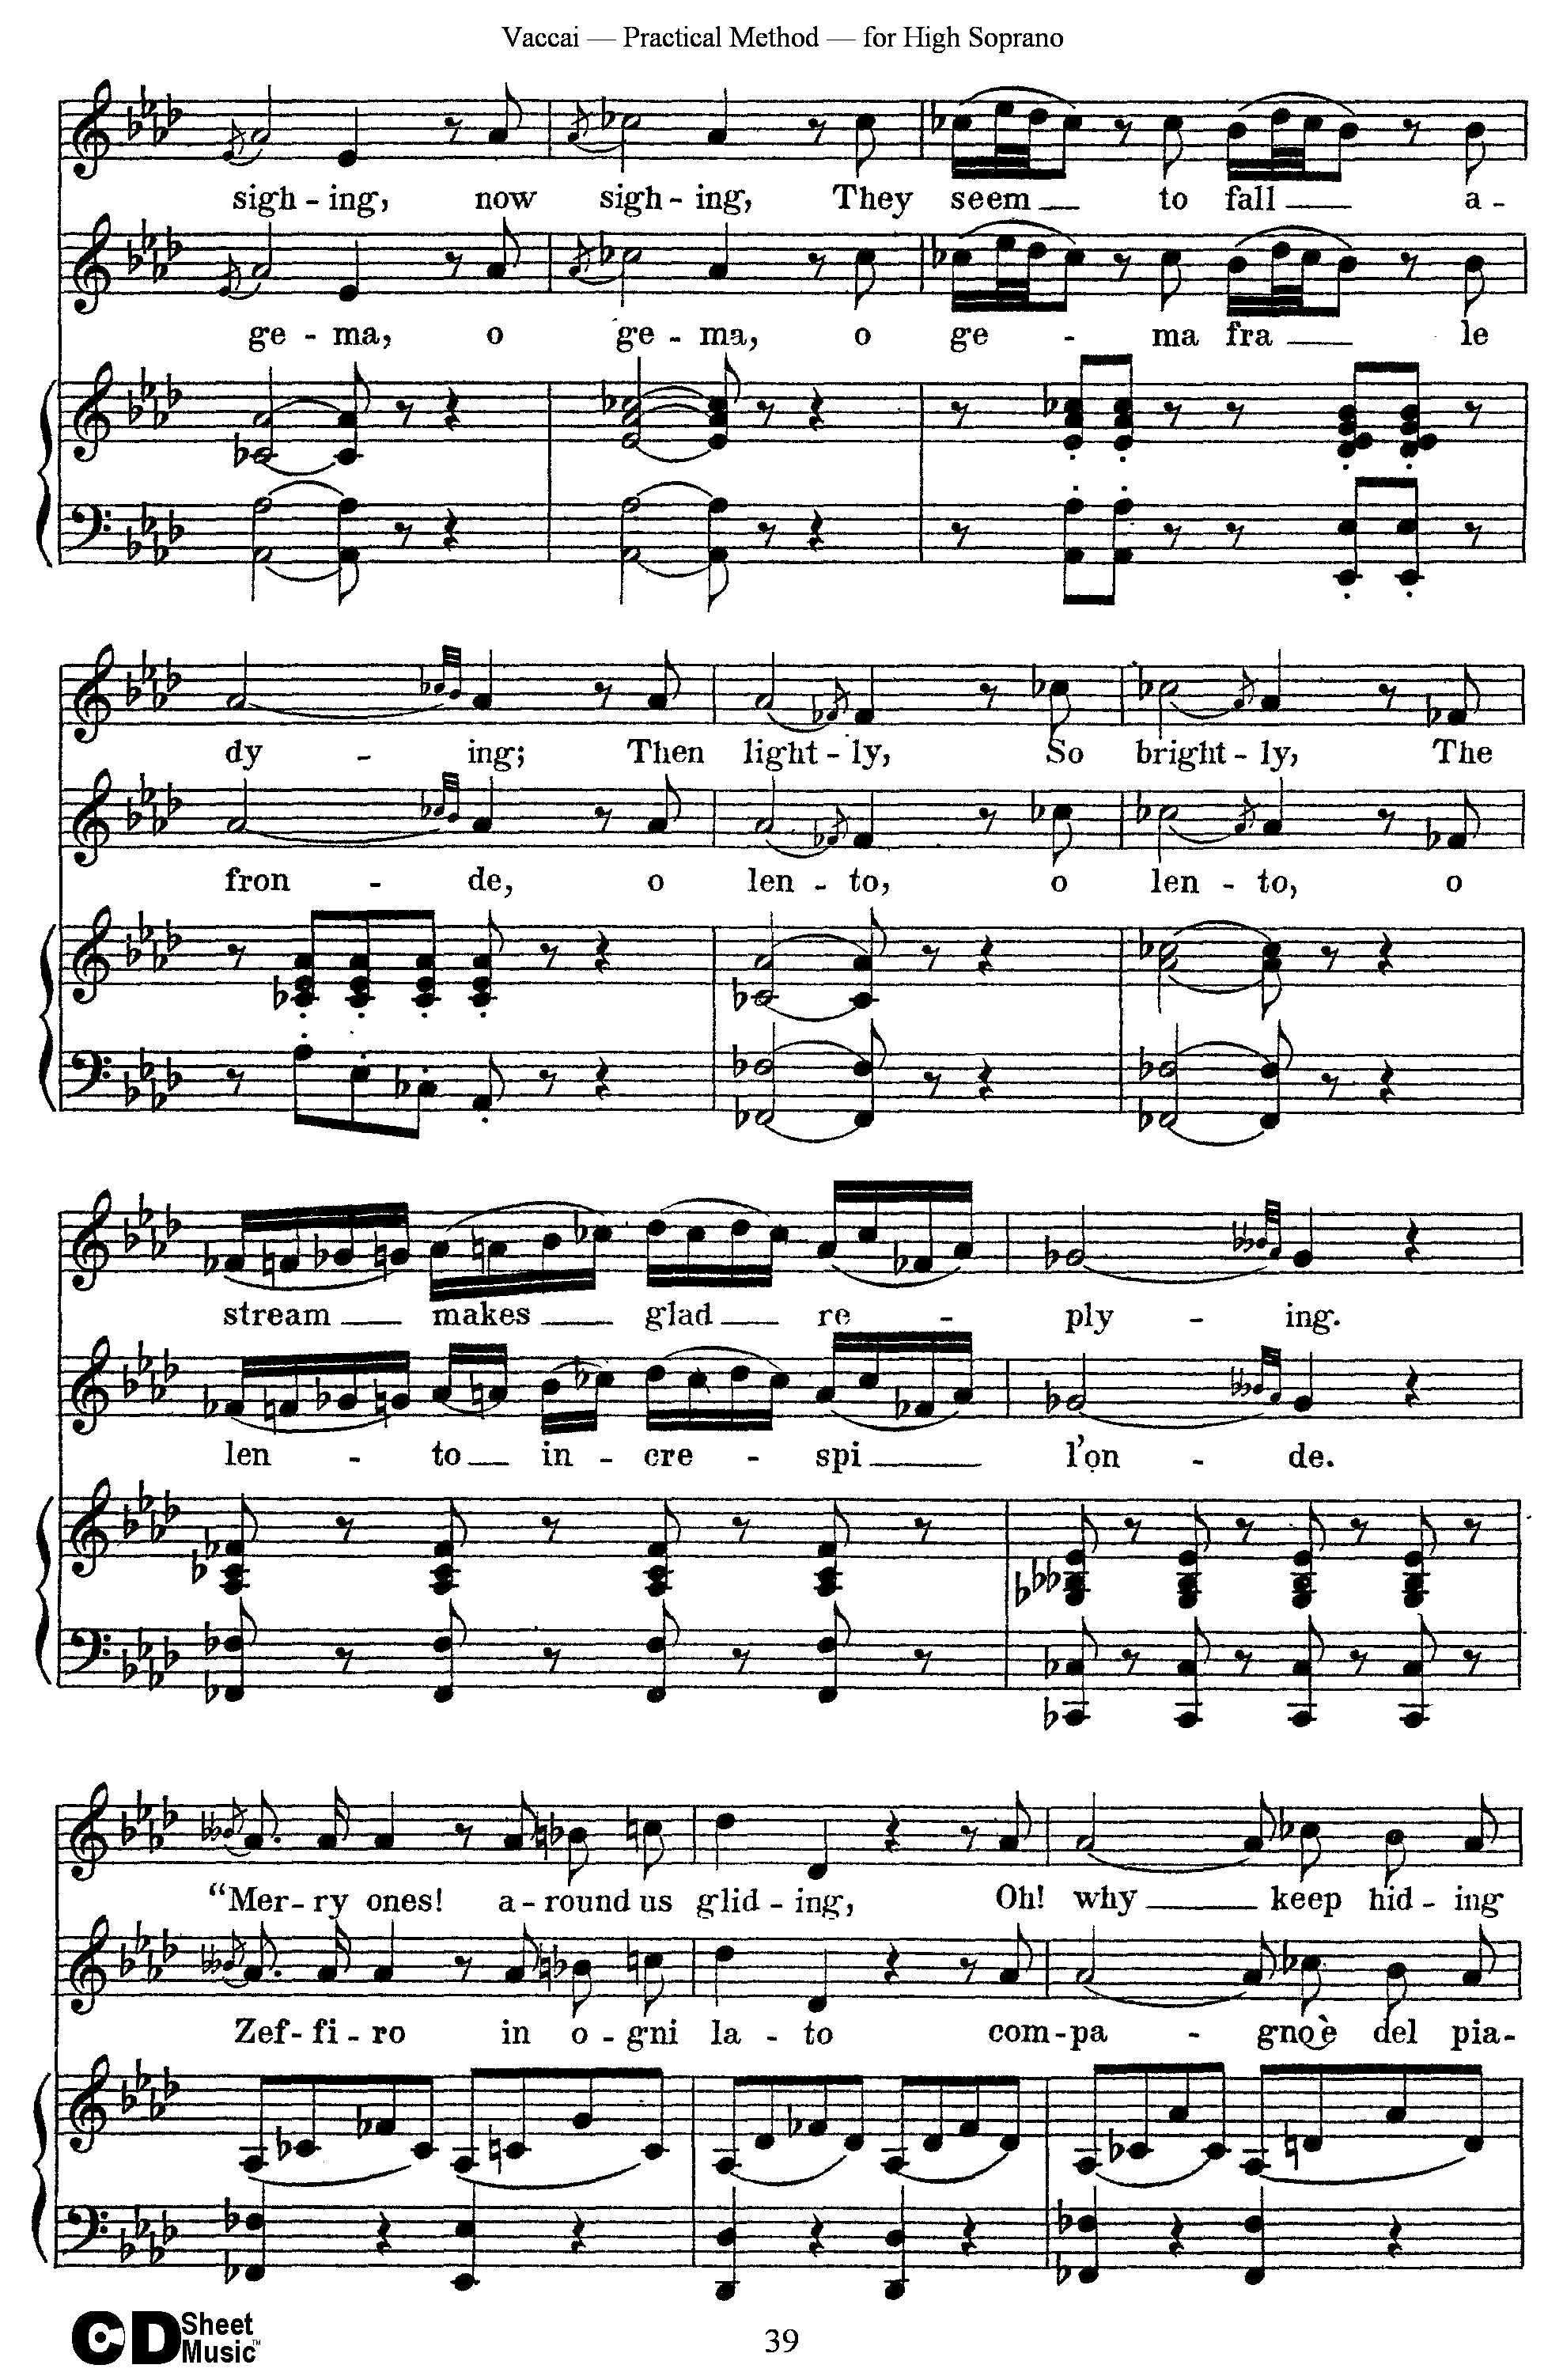 Vaccai — Practical Method — for High Soprano
sigh - ing, now sigh - ing, They seem to fall a -
ge - ma, o ge - ma, o ge - ma fra le
dy - ing; Then light - ly, So bright - ly, The
fron - de, o len - to, o len - to, o
stream makes glad re - ply - ing.
len - to in - cre - spi l'on - de.
“Mer - ry ones! a - round us glid - ing, Oh! why keep hid - ing
Zef - fi - ro in o - gni la - to com - pa - gno è del pia -
CD Sheet Music™
39